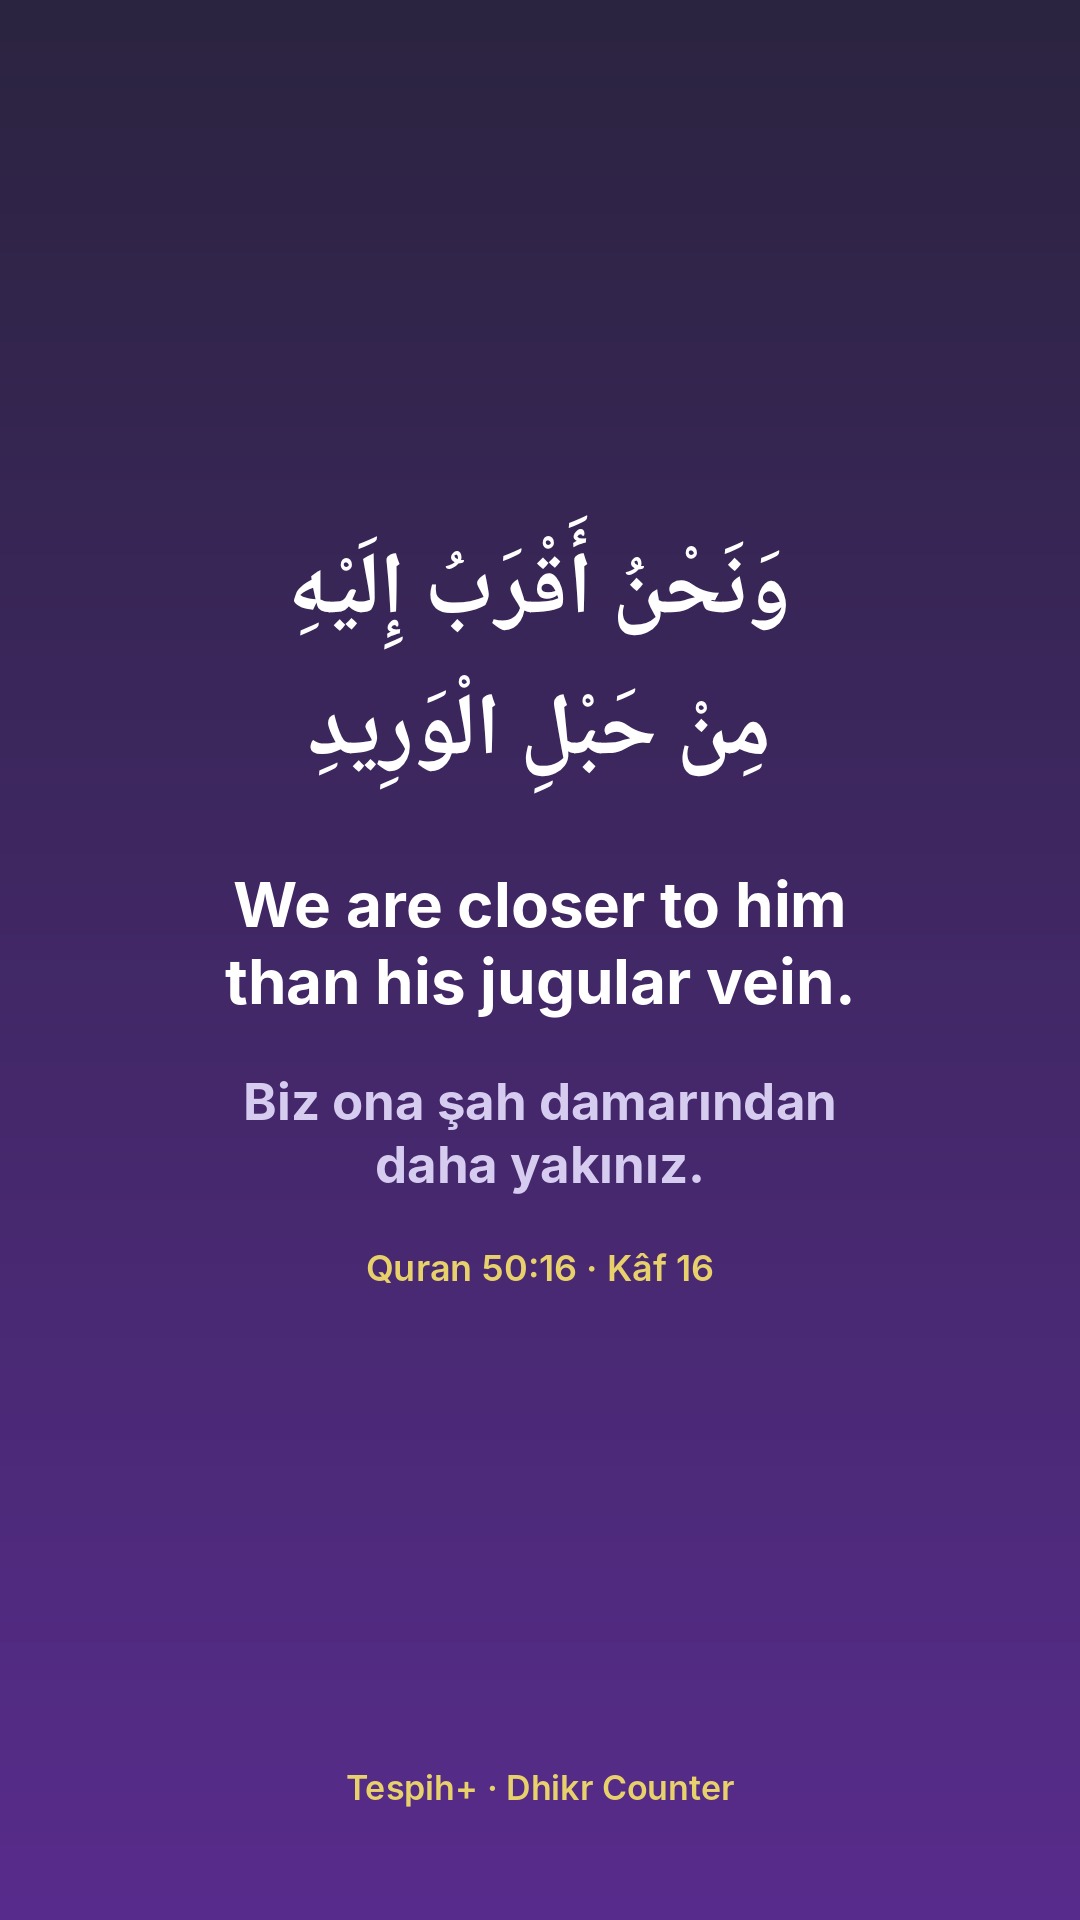 وَنَحْنُ أَقْرَبُ إِلَيْهِ
مِنْ حَبْلِ الْوَرِيدِ
We are closer to him
than his jugular vein.
Biz ona şah damarından
daha yakınız.
Quran 50:16 · Kâf 16
Tespih+ · Dhikr Counter